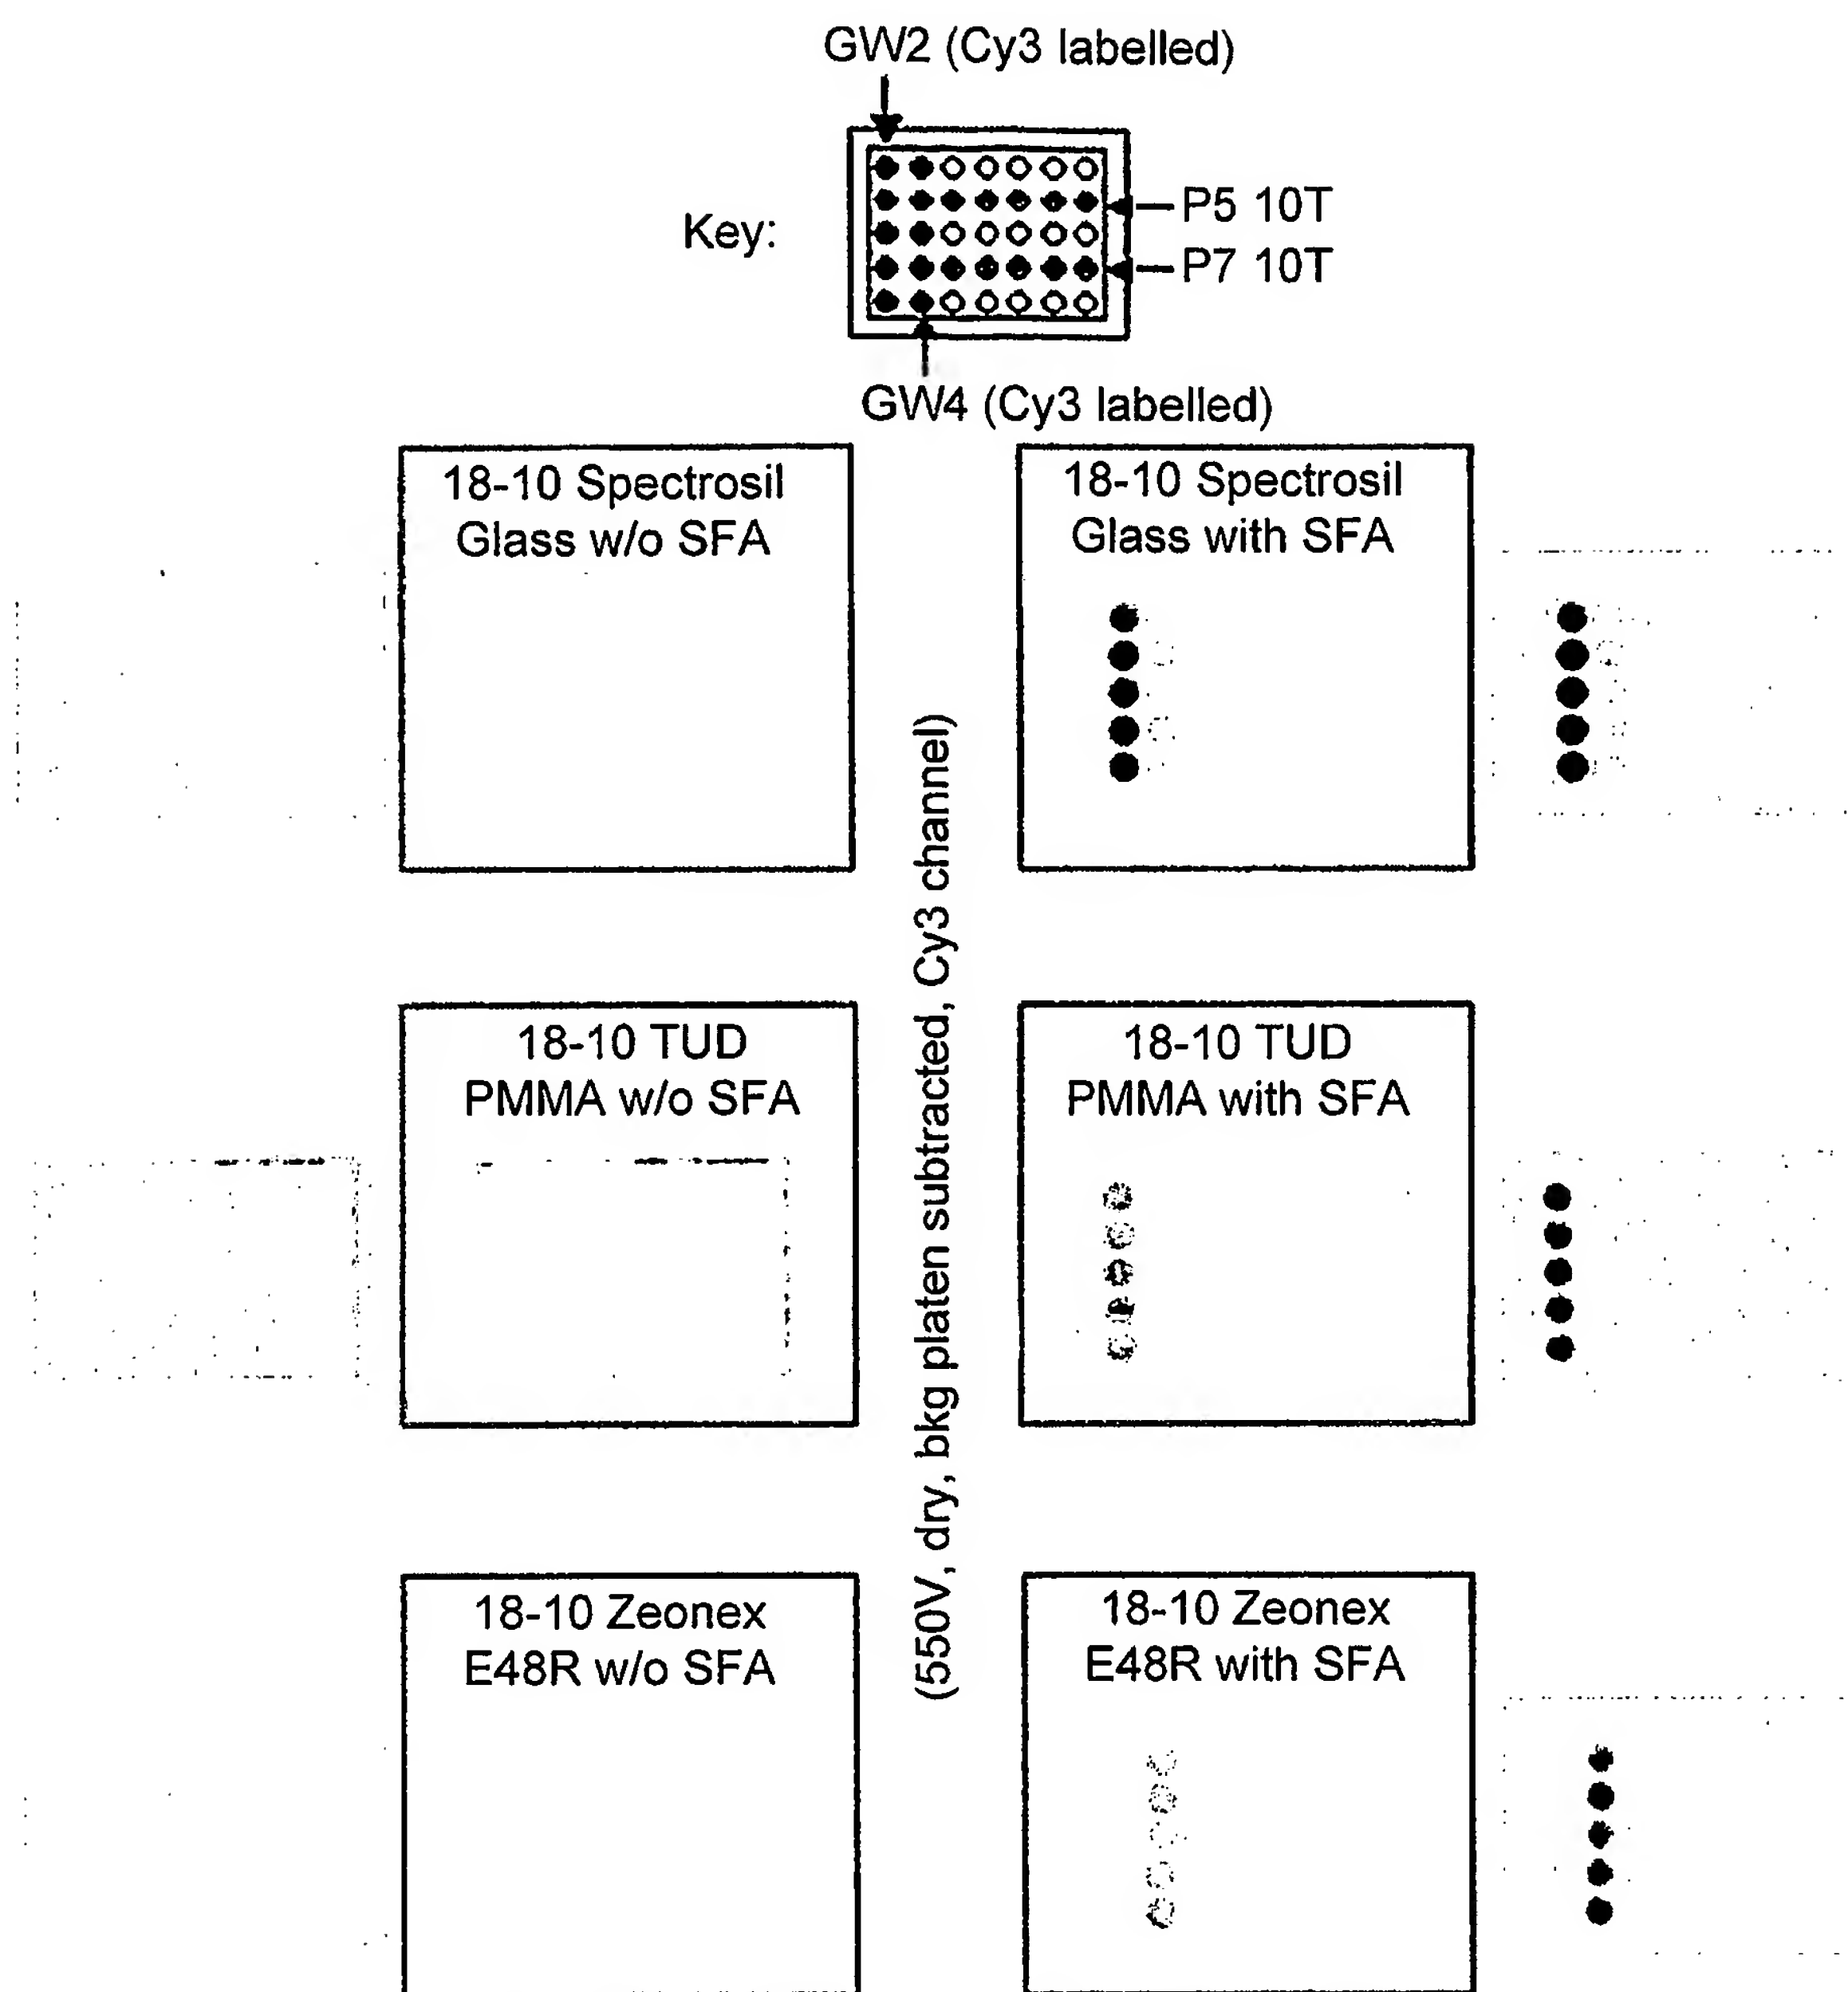 GW2 (Cy3 labelled)
Key:
P5 10T
P7 10T
GW4 (Cy3 labelled)
18-10 Spectrosil
Glass w/o SFA
18-10 Spectrosil
Glass with SFA
(550V, dry, bkg platen subtracted, Cy3 channel)
18-10 TUD
PMMA w/o SFA
18-10 TUD
PMMA with SFA
18-10 Zeonex
E48R w/o SFA
18-10 Zeonex
E48R with SFA